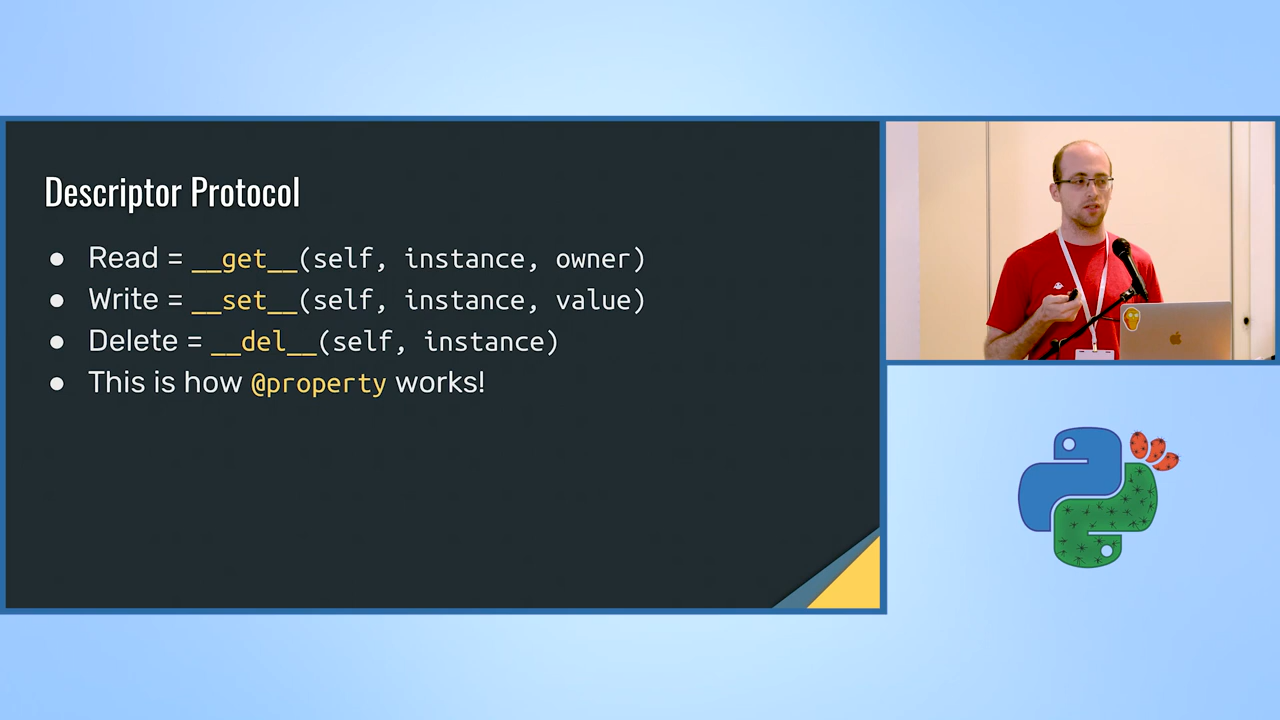 Descriptor Protocol
● Read = __get__(self, instance, owner)
● Write = __set__(self, instance, value)
● Delete = __del__(self, instance)
● This is how @property works!